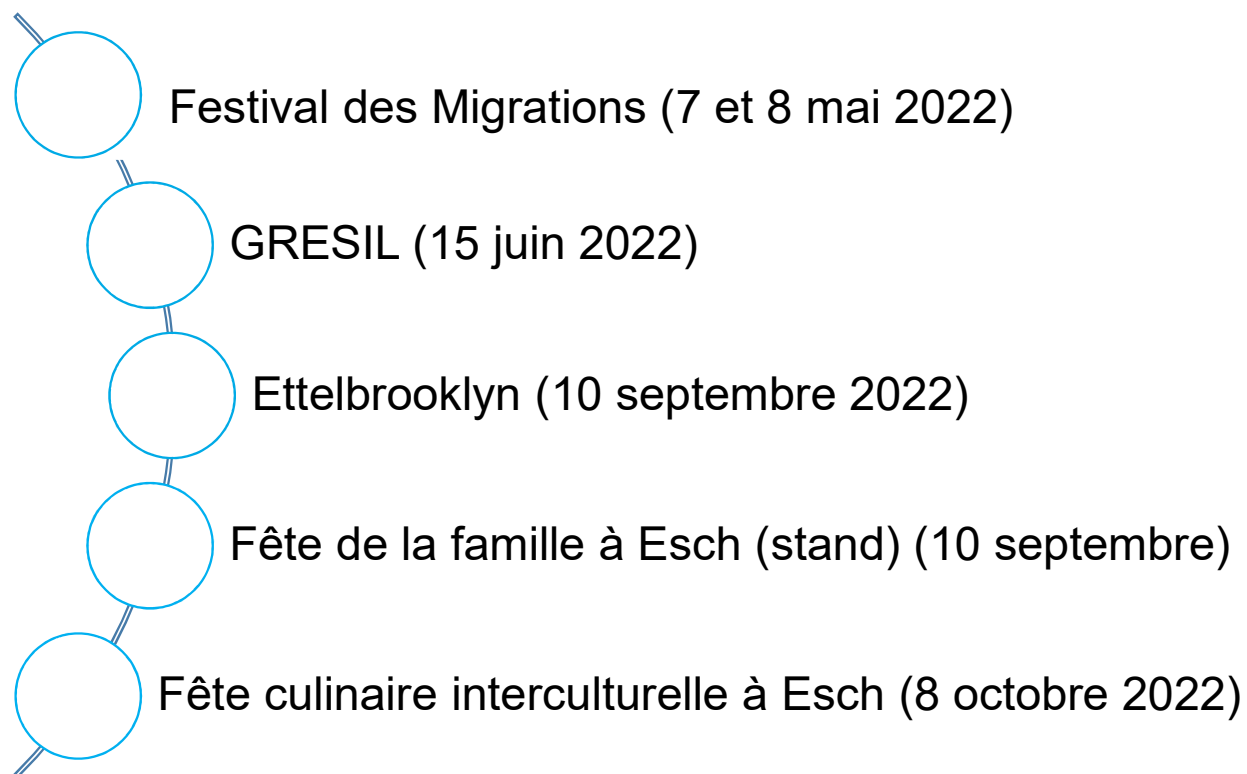 Festival des Migrations (7 et 8 mai 2022)
GRESIL (15 juin 2022)
Ettelbrooklyn (10 septembre 2022)
Fête de la famille à Esch (stand) (10 septembre)
Fête culinaire interculturelle à Esch (8 octobre 2022)